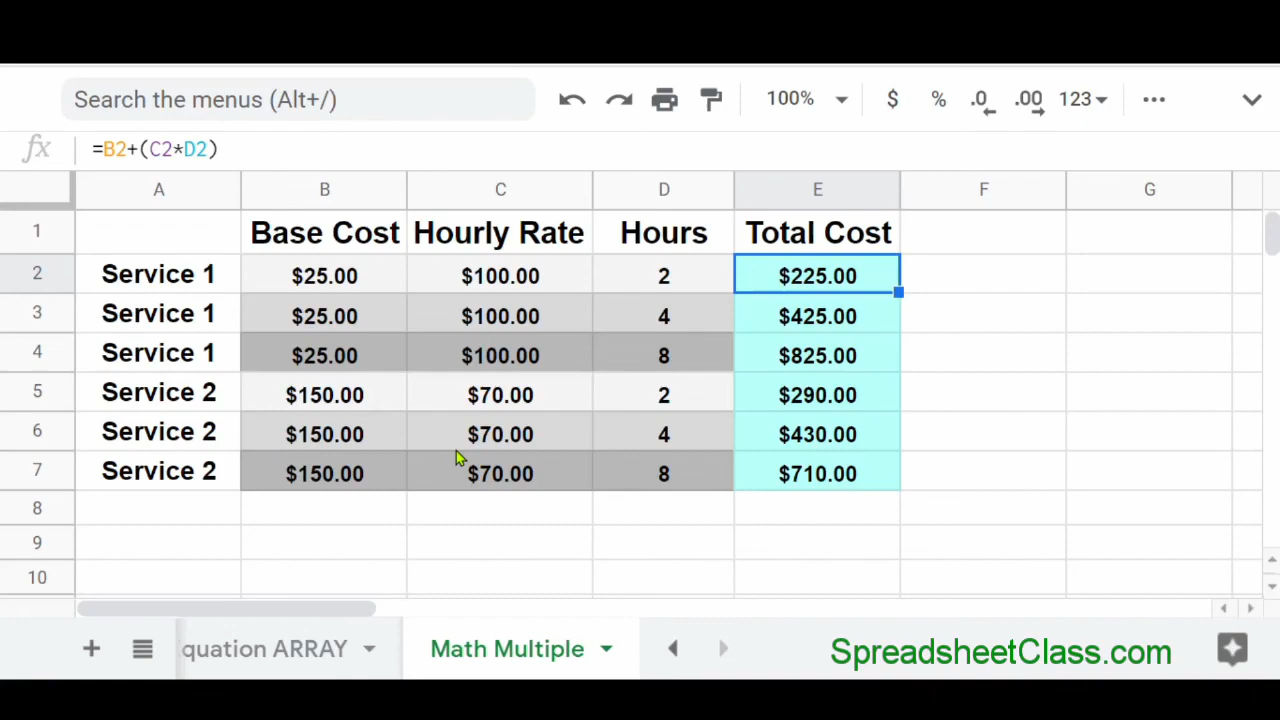 Search the menus (Alt+/) 100% $ % .0 .00 123
fx =B2+(C2*D2)
A B C D E F G
1 Base Cost Hourly Rate Hours Total Cost
2 Service 1 $25.00 $100.00 2 $225.00
3 Service 1 $25.00 $100.00 4 $425.00
4 Service 1 $25.00 $100.00 8 $825.00
5 Service 2 $150.00 $70.00 2 $290.00
6 Service 2 $150.00 $70.00 4 $430.00
7 Service 2 $150.00 $70.00 8 $710.00
8
9
10
quation ARRAY Math Multiple SpreadsheetClass.com